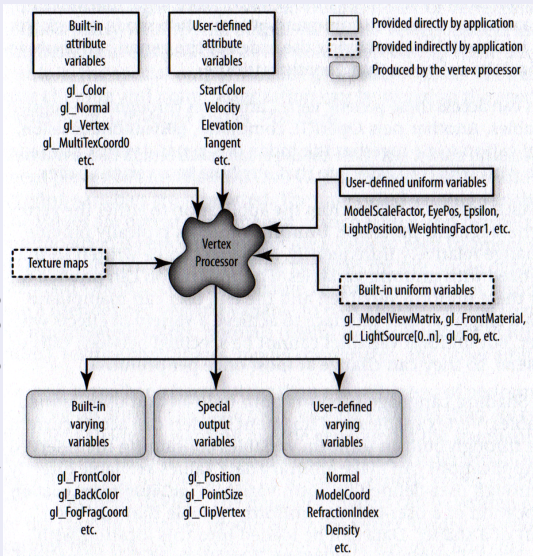 Built-in
attribute
variables
User-defined
attribute
variables
Provided directly by application
Provided indirectly by application
Produced by the vertex processor
gl_Color
gl_Normal
gl_Vertex
gl_MultiTexCoord0
etc.
StartColor
Velocity
Elevation
Tangent
etc.
User-defined uniform variables
ModelScaleFactor, EyePos, Epsilon,
LightPosition, WeightingFactor1, etc.
Vertex
Processor
Texture maps
Built-in uniform variables
gl_ModelViewMatrix, gl_FrontMaterial,
gl_LightSource[0..n], gl_Fog, etc.
Built-in
varying
variables
Special
output
variables
User-defined
varying
variables
gl_FrontColor
gl_BackColor
gl_FogFragCoord
etc.
gl_Position
gl_PointSize
gl_ClipVertex
Normal
ModelCoord
RefractionIndex
Density
etc.